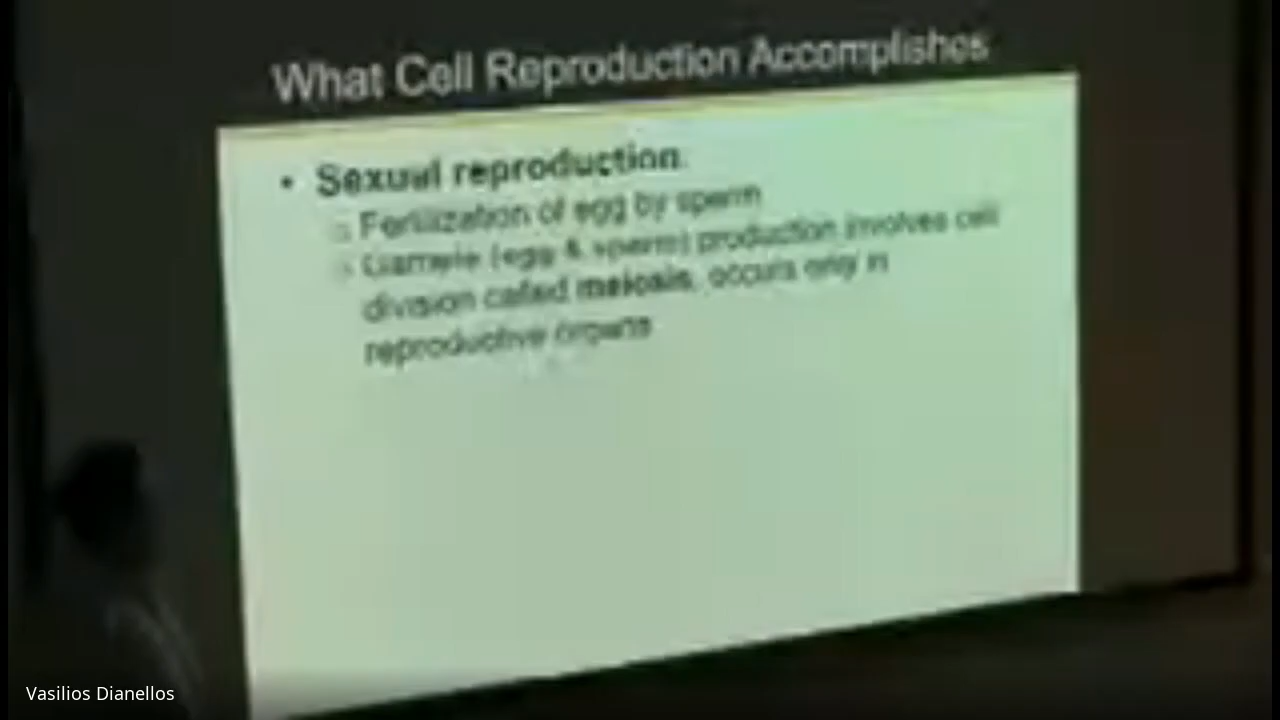 What Cell Reproduction Accomplishes
• Sexual reproduction:
Fertilization of egg by sperm
Gamete (egg & sperm) production involves cell
division called meiosis, occurs only in
reproductive organs
Vasilios Dianellos